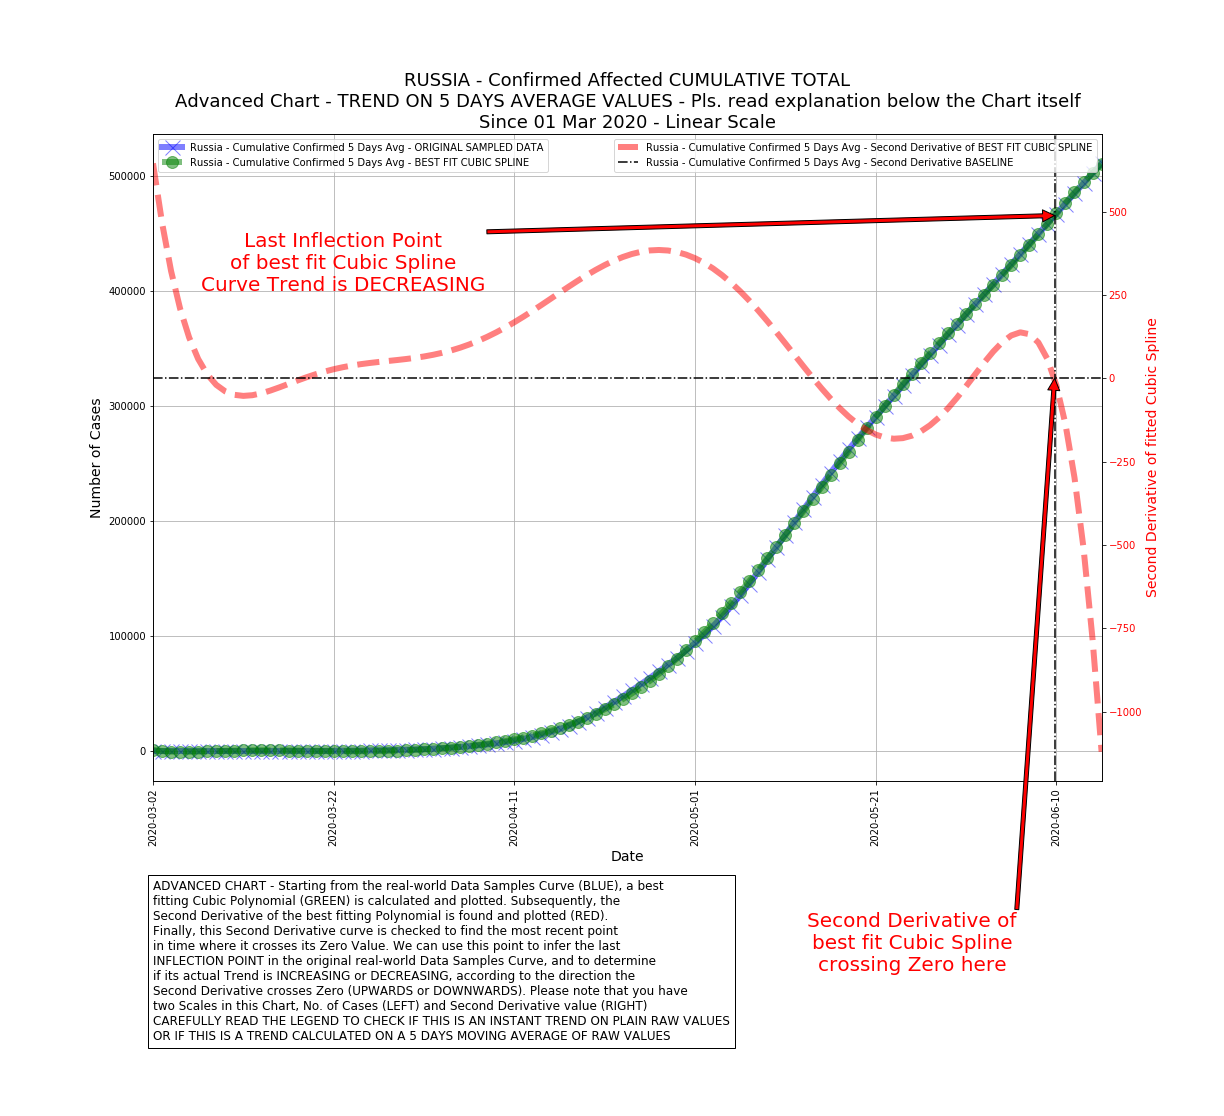 RUSSIA - Confirmed Affected CUMULATIVE TOTAL
Advanced Chart - TREND ON 5 DAYS AVERAGE VALUES - Pls. read explanation below the Chart itself
Since 01 Mar 2020 - Linear Scale
Russia - Cumulative Confirmed 5 Days Avg - ORIGINAL SAMPLED DATA
Russia - Cumulative Confirmed 5 Days Avg - BEST FIT CUBIC SPLINE
Russia - Cumulative Confirmed 5 Days Avg - Second Derivative of BEST FIT CUBIC SPLINE
Russia - Cumulative Confirmed 5 Days Avg - Second Derivative BASELINE
Last Inflection Point
of best fit Cubic Spline
Curve Trend is DECREASING
Number of Cases
500000
400000
300000
200000
100000
0
500
250
0
−250
−500
−750
−1000
Second Derivative of fitted Cubic Spline
2020-03-02
2020-03-22
2020-04-11
2020-05-01
2020-05-21
2020-06-10
Date
ADVANCED CHART - Starting from the real-world Data Samples Curve (BLUE), a best
fitting Cubic Polynomial (GREEN) is calculated and plotted. Subsequently, the
Second Derivative of the best fitting Polynomial is found and plotted (RED).
Finally, this Second Derivative curve is checked to find the most recent point
in time where it crosses its Zero Value. We can use this point to infer the last
INFLECTION POINT in the original real-world Data Samples Curve, and to determine
if its actual Trend is INCREASING or DECREASING, according to the direction the
Second Derivative crosses Zero (UPWARDS or DOWNWARDS). Please note that you have
two Scales in this Chart, No. of Cases (LEFT) and Second Derivative value (RIGHT)
CAREFULLY READ THE LEGEND TO CHECK IF THIS IS AN INSTANT TREND ON PLAIN RAW VALUES
OR IF THIS IS A TREND CALCULATED ON A 5 DAYS MOVING AVERAGE OF RAW VALUES
Second Derivative of
best fit Cubic Spline
crossing Zero here